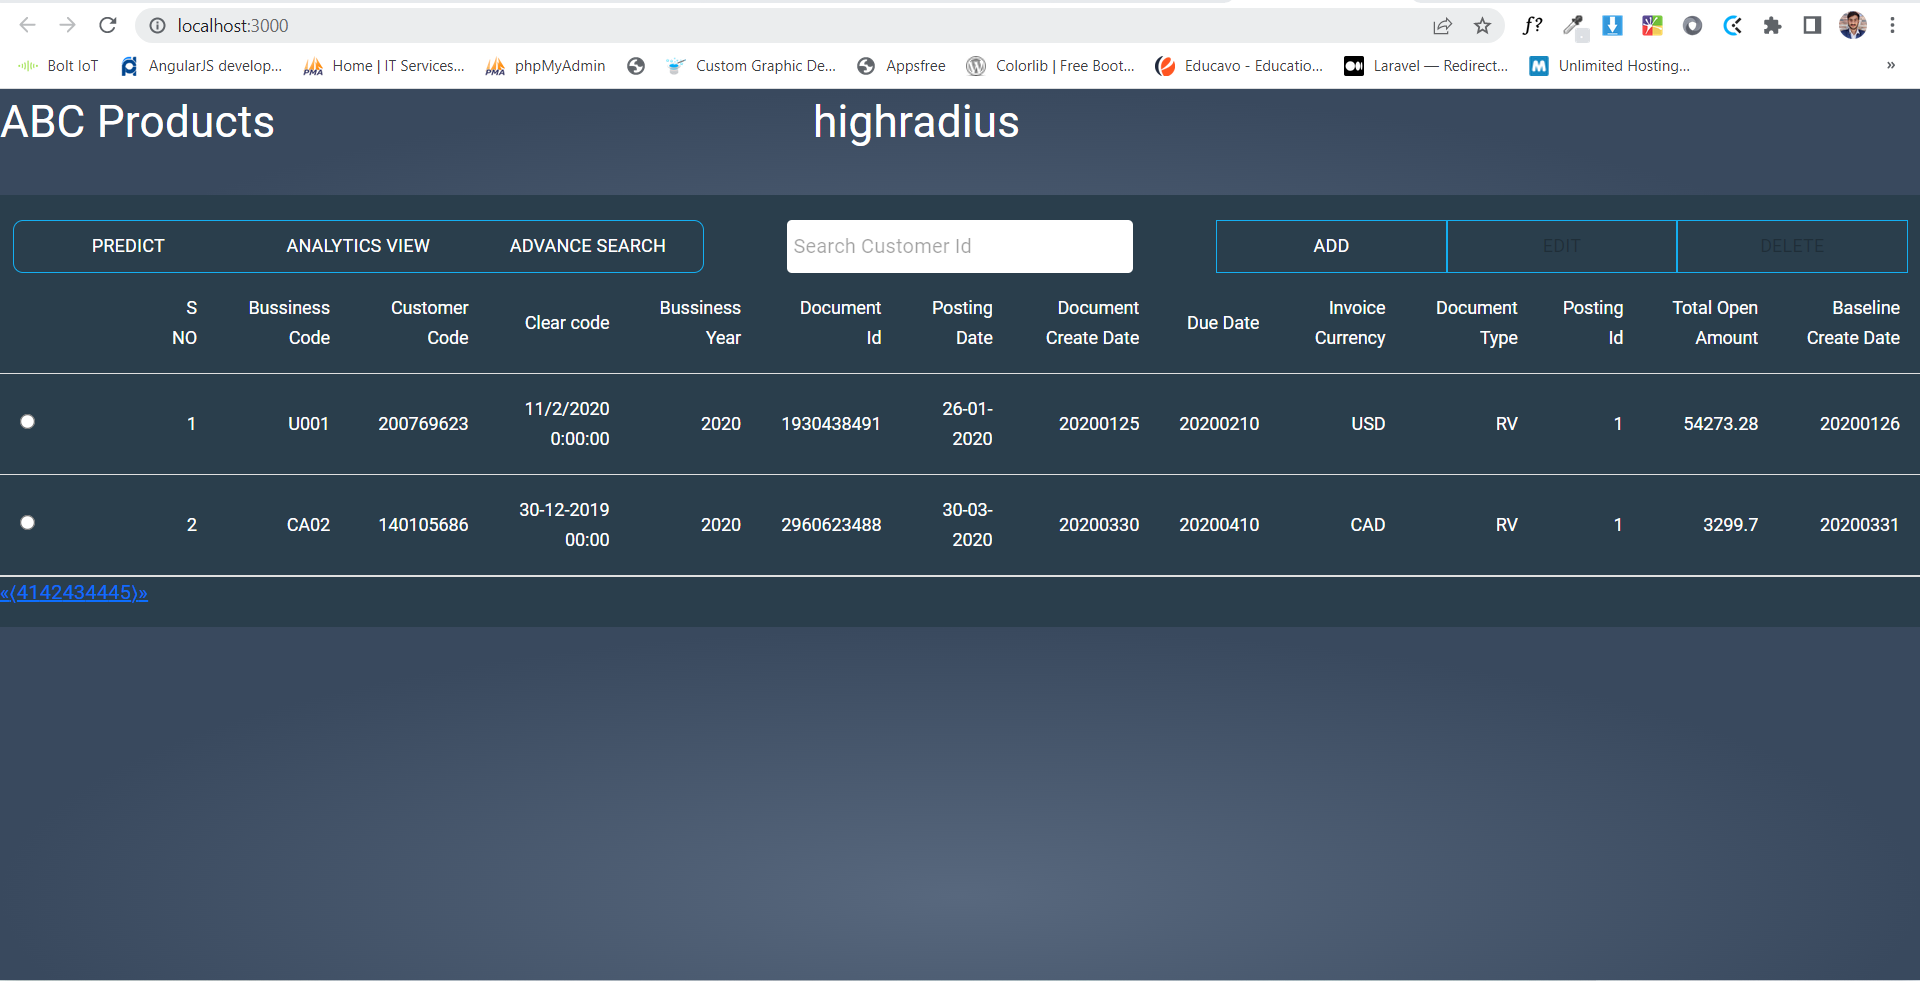 localhost:3000
f?
Bolt IoT AngularJS develop... Home | IT Services... PMA phpMyAdmin PMA Custom Graphic De... Appsfree Colorlib | Free Boot... Educavo - Educatio... Laravel — Redirect... M Unlimited Hosting... »
ABC Products highradius
PREDICT ANALYTICS VIEW ADVANCE SEARCH Search Customer Id ADD EDIT DELETE
S NO Bussiness Code Customer Code Clear code Bussiness Year Document Id Posting Date Document Create Date Due Date Invoice Currency Document Type Posting Id Total Open Amount Baseline Create Date
1 U001 200769623 11/2/2020 0:00:00 2020 1930438491 26-01-2020 20200125 20200210 USD RV 1 54273.28 20200126
2 CA02 140105686 30-12-2019 00:00 2020 2960623488 30-03-2020 20200330 20200410 CAD RV 1 3299.7 20200331
«⟨4142434445⟩»